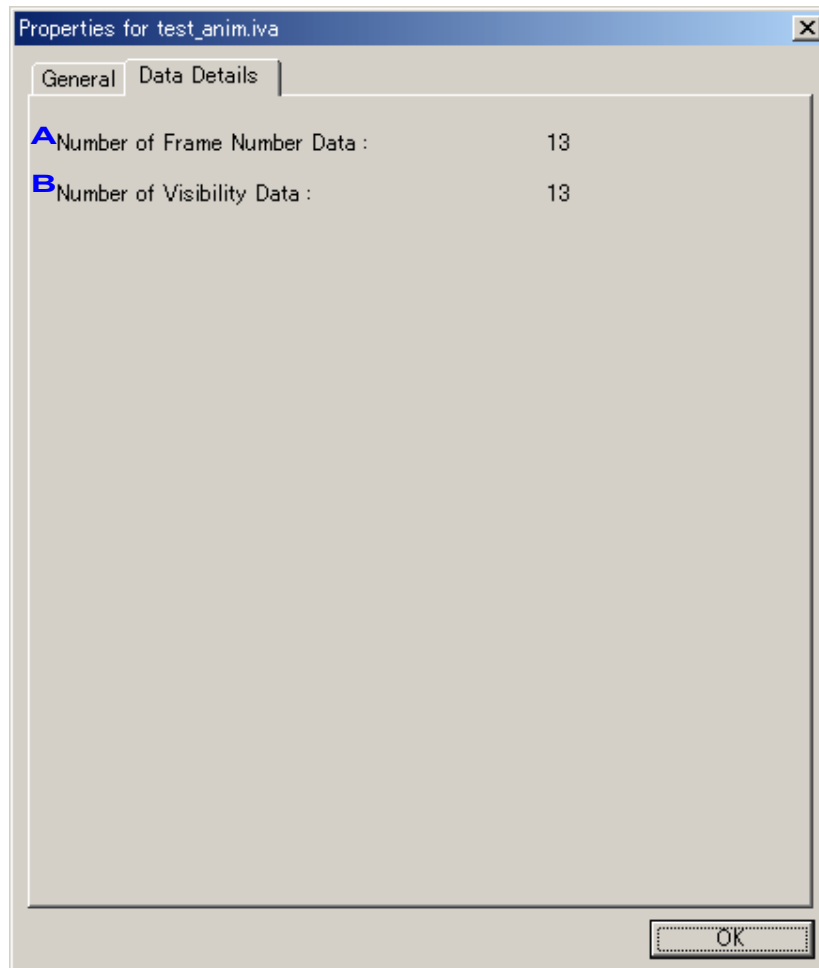 Properties for test_anim.iva
General Data Details
A Number of Frame Number Data : 13
B Number of Visibility Data : 13
OK